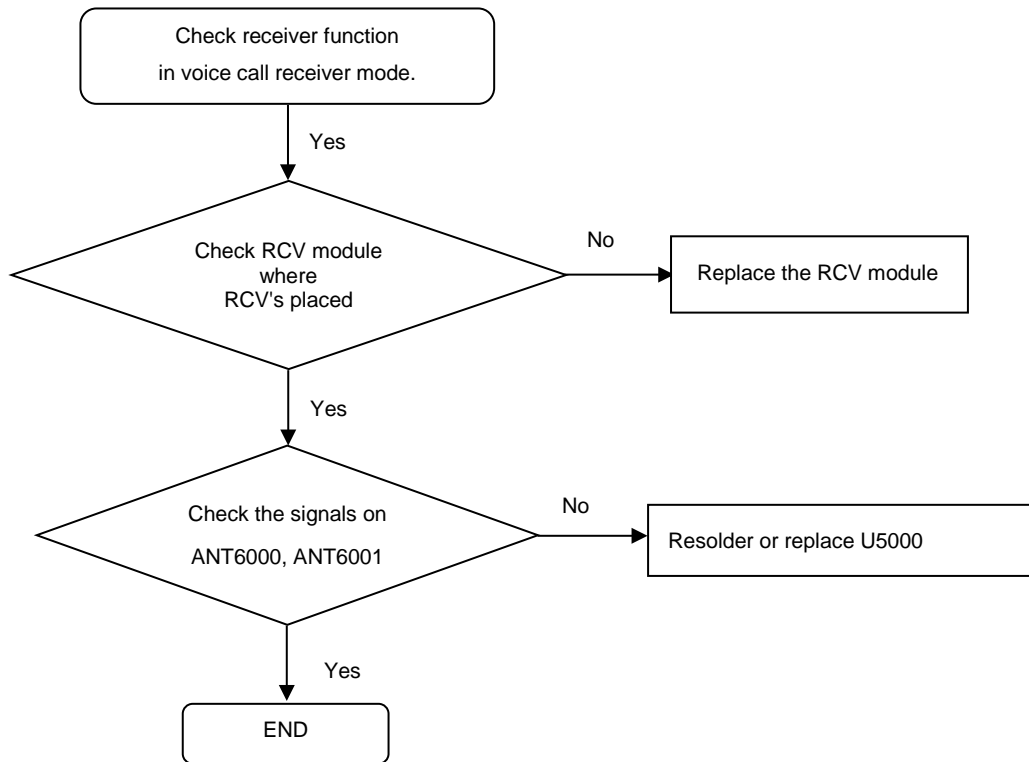 Check receiver function
in voice call receiver mode.
Yes
Check RCV module
where
RCV's placed
No
Replace the RCV module
Yes
Check the signals on
ANT6000, ANT6001
No
Resolder or replace U5000
Yes
END